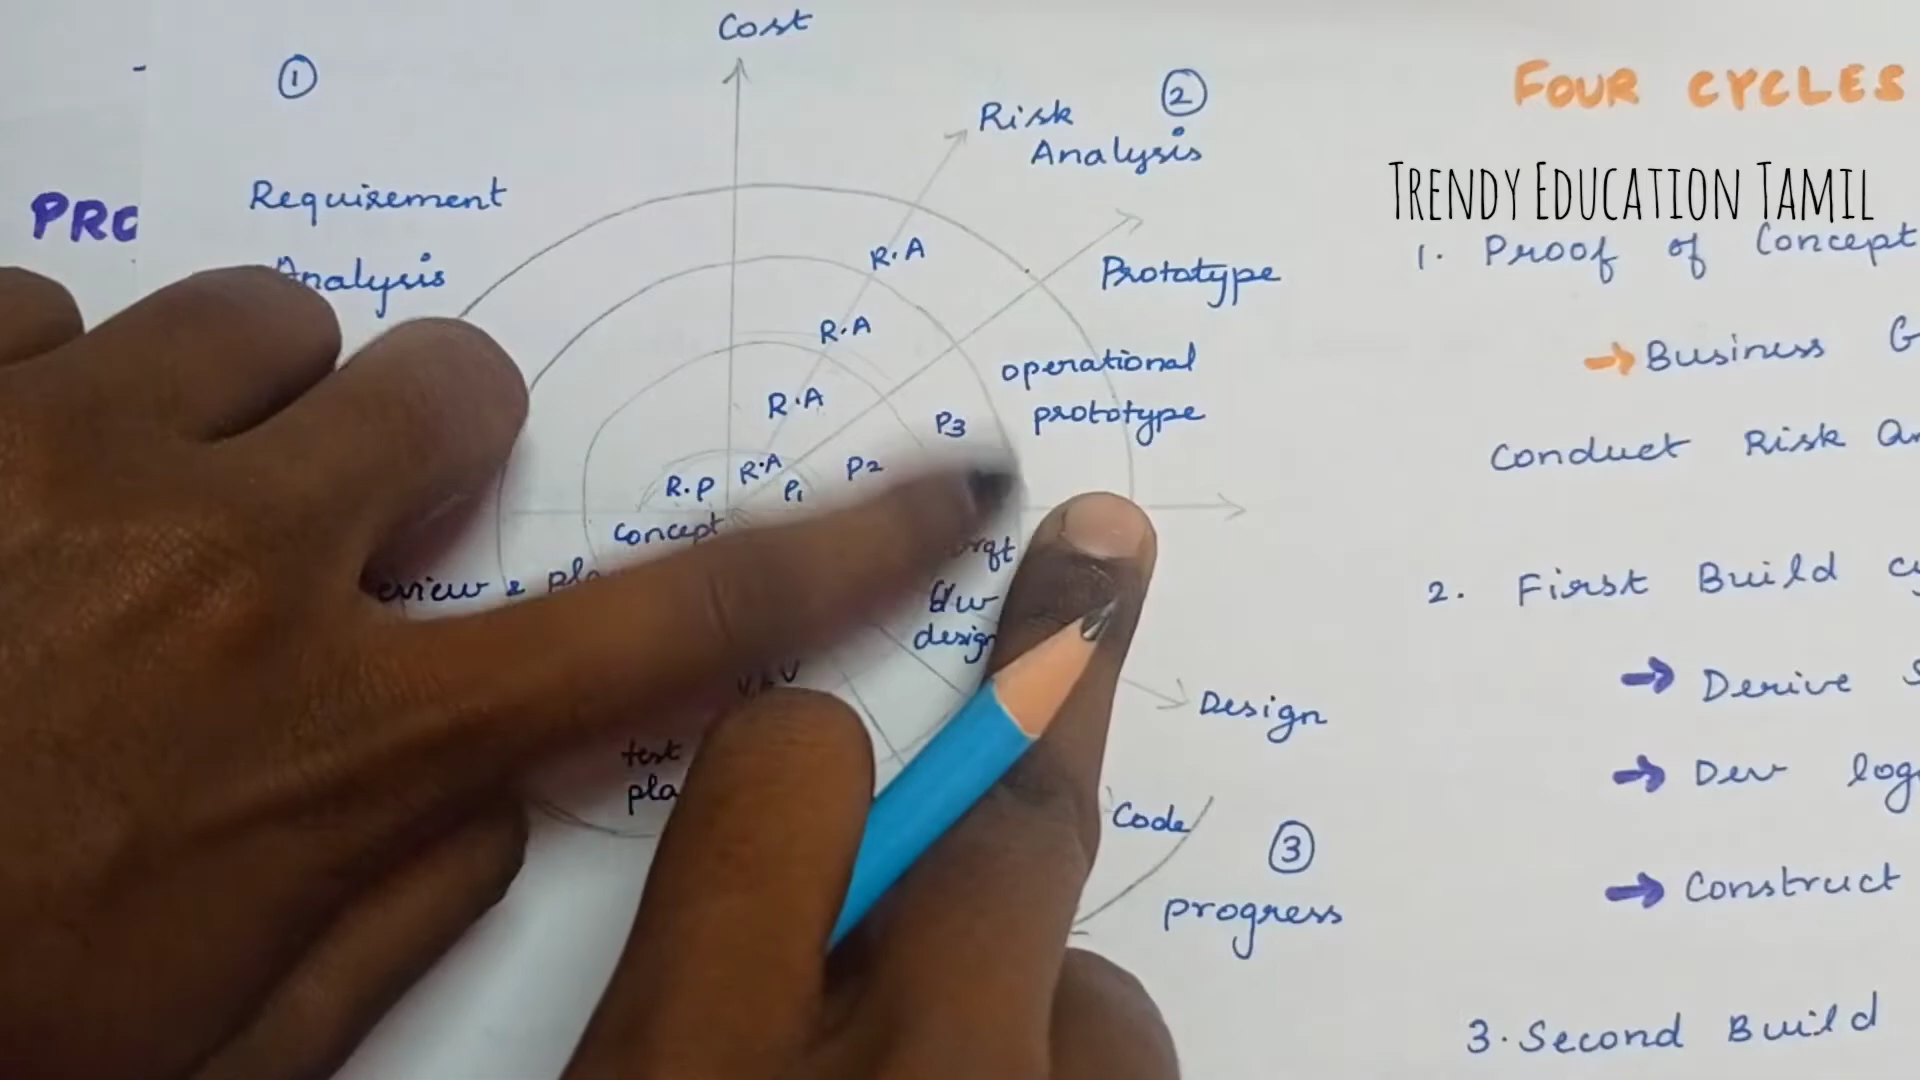 Cost
①
②
Risk
Analysis
Requirement
Analysis
R.A
Prototype
R.A
operational
prototype
R.A
P3
R.A
P2
R.P
P1
Concept
design
test
Design
Code
③
progress
FOUR CYCLES
TRENDY EDUCATION TAMIL
1. Proof of Concept
→ Business
Conduct Risk
2. First Build
→ Derive
→ Dev
→ Construct
3. Second Build